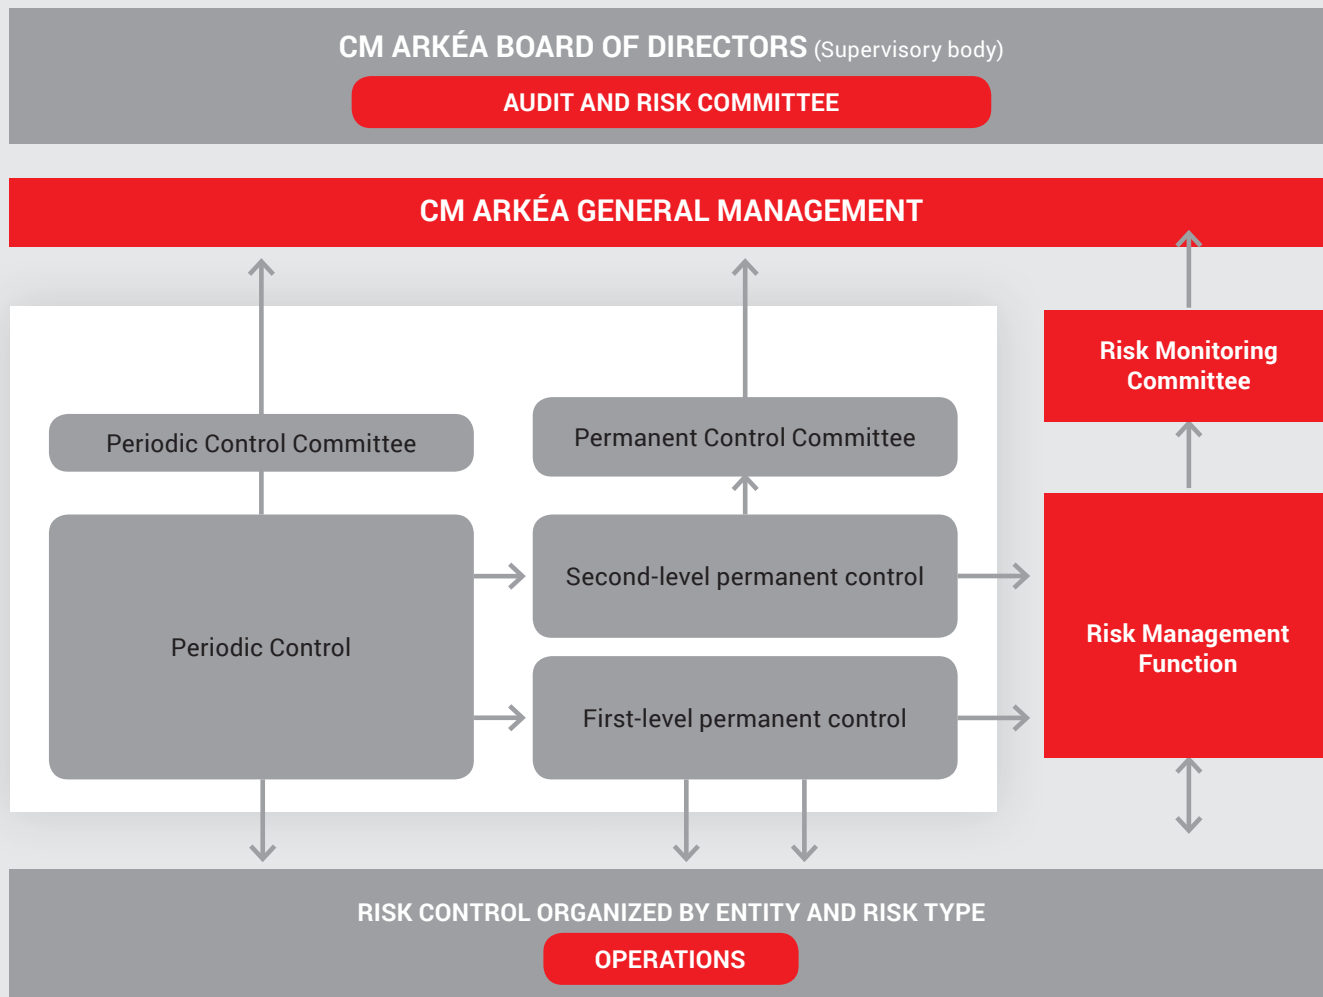 CM ARKÉA BOARD OF DIRECTORS (Supervisory body)
AUDIT AND RISK COMMITTEE
CM ARKÉA GENERAL MANAGEMENT
Risk Monitoring
Committee
Periodic Control Committee
Permanent Control Committee
Second-level permanent control
Periodic Control
First-level permanent control
Risk Management
Function
RISK CONTROL ORGANIZED BY ENTITY AND RISK TYPE
OPERATIONS